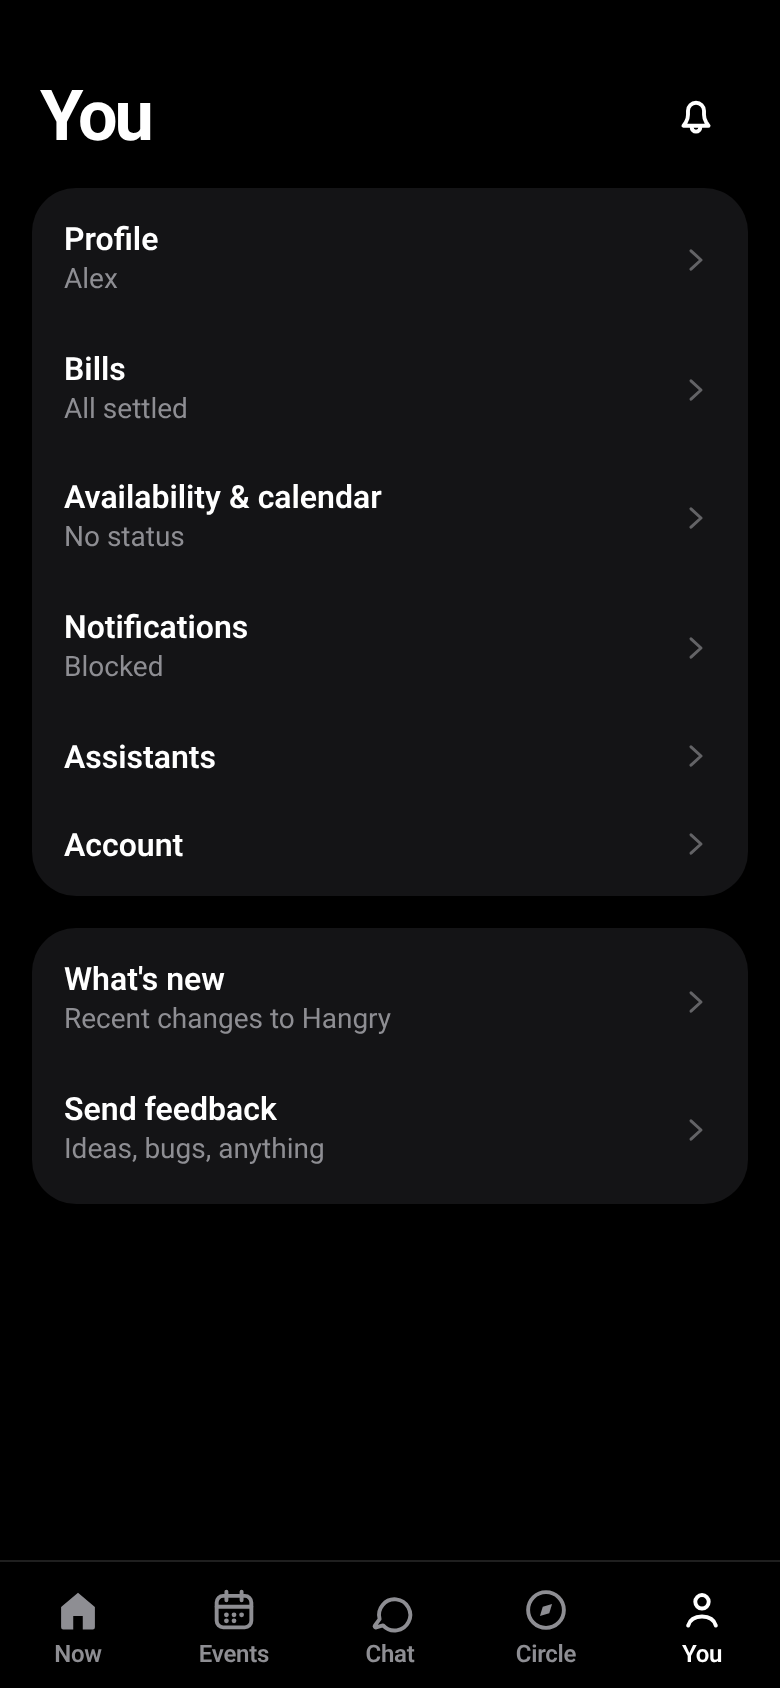 You
Profile
Alex
Bills
All settled
Availability & calendar
No status
Notifications
Blocked
Assistants
Account
What's new
Recent changes to Hangry
Send feedback
Ideas, bugs, anything
Now
Events
Chat
Circle
You